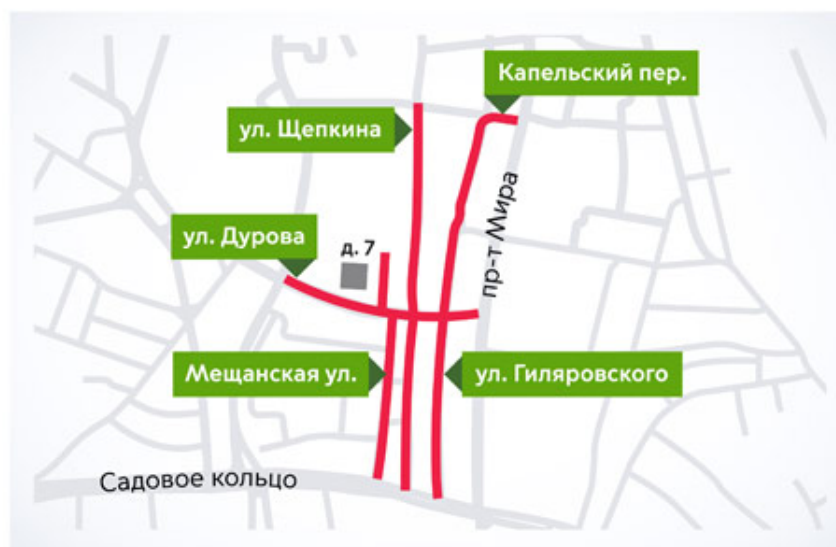 Капельский пер.
ул. Щепкина
пр-т Мира
ул. Дурова
д. 7
Мещанская ул.
ул. Гиляровского
Садовое кольцо